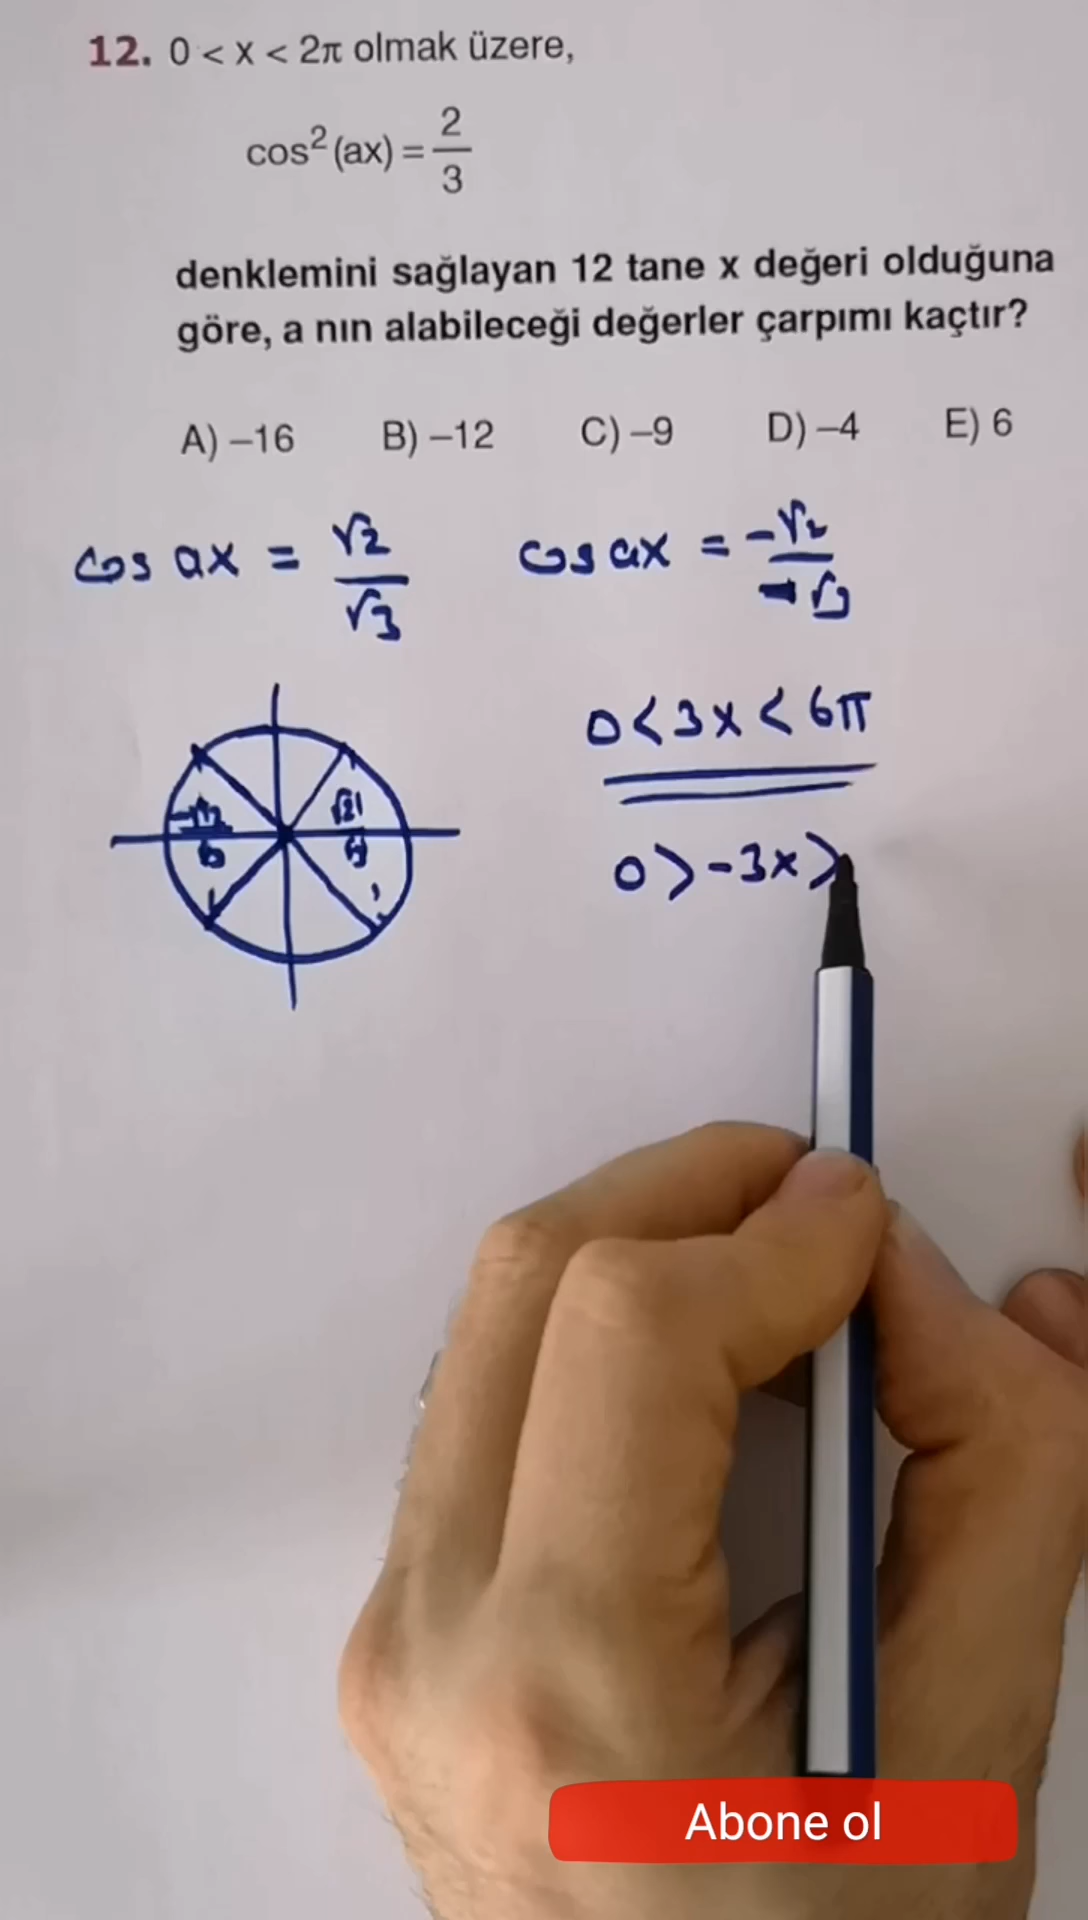 12. 0 < x < 2π olmak üzere,
cos²(ax) = 2/3
denklemini sağlayan 12 tane x değeri olduğuna
göre, a nın alabileceği değerler çarpımı kaçtır?
A) –16 B) –12 C) –9 D) –4 E) 6
cos ax = √2/√3 cos ax = -√2/-√3
0 < 3x < 6π
0 > -3x >
Abone ol